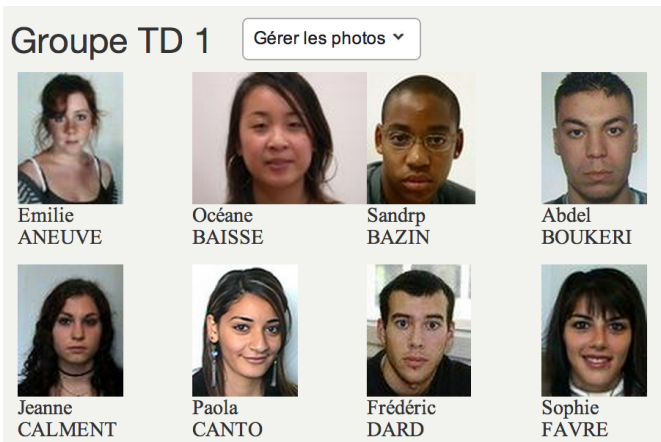 Groupe TD 1
Gérer les photos
Emilie
ANEUVE
Océane
BAISSE
Sandrp
BAZIN
Abdel
BOUKERI
Jeanne
CALMENT
Paola
CANTO
Frédéric
DARD
Sophie
FAVRE